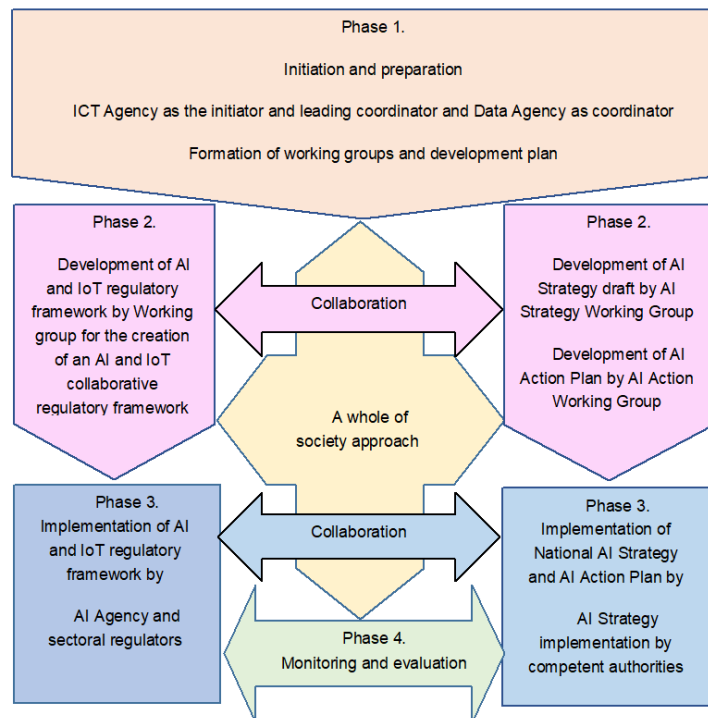 Phase 1.
Initiation and preparation
ICT Agency as the initiator and leading coordinator and Data Agency as coordinator
Formation of working groups and development plan
Phase 2.
Development of AI
and IoT regulatory
framework by Working
group for the creation
of an AI and IoT
collaborative
regulatory framework
Collaboration
Phase 2.
Development of AI
Strategy draft by AI
Strategy Working Group
Development of AI
Action Plan by AI Action
Working Group
A whole of
society approach
Phase 3.
Implementation of AI
and IoT regulatory
framework by
AI Agency and
sectoral regulators
Collaboration
Phase 3.
Implementation of
National AI Strategy
and AI Action Plan by
AI Strategy
implementation by
competent authorities
Phase 4.
Monitoring and evaluation